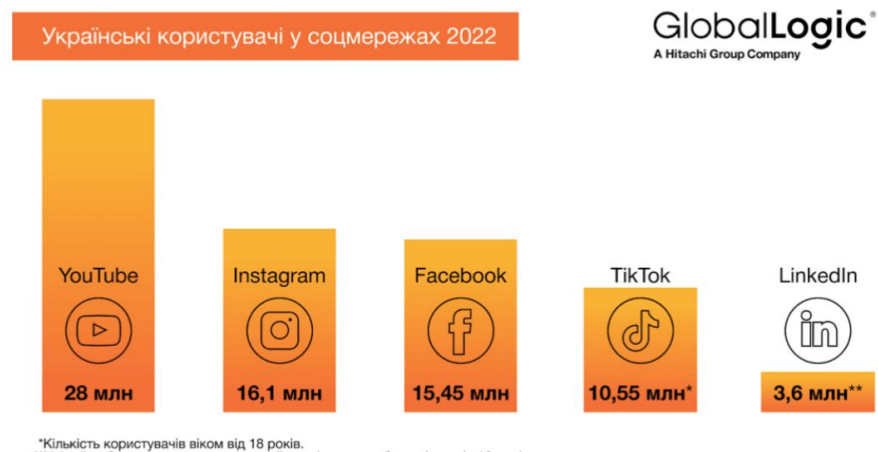 Українські користувачі у соцмережах 2022
GlobalLogic®
A Hitachi Group Company
YouTube
28 млн
Instagram
16,1 млн
Facebook
15,45 млн
TikTok
10,55 млн*
LinkedIn
in
3,6 млн**
*Кількість користувачів віком від 18 років.